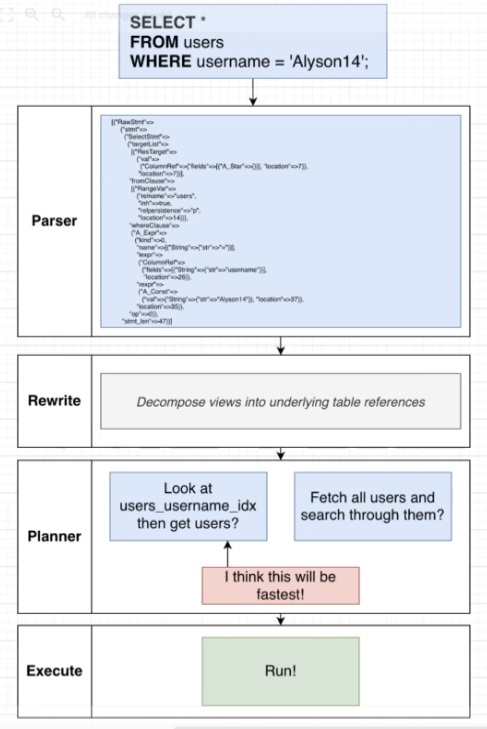 SELECT *
FROM users
WHERE username = 'Alyson14';
Parser
[{"RawStmt"=>
{"stmt"=>
{"SelectStmt"=>
{"targetList"=>
[{"ResTarget"=>
{"val"=>
{"ColumnRef"=>{"fields"=>[{"A_Star"=>{}}], "location"=>7}},
"location"=>7}}],
"fromClause"=>
[{"RangeVar"=>
{"relname"=>"users",
"inh"=>true,
"relpersistence"=>"p",
"location"=>14}}],
"whereClause"=>
{"A_Expr"=>
{"kind"=>0,
"name"=>[{"String"=>{"str"=>"="}}],
"lexpr"=>
{"ColumnRef"=>
{"fields"=>[{"String"=>{"str"=>"username"}}],
"location"=>26}},
"rexpr"=>
{"A_Const"=>
{"val"=>{"String"=>{"str"=>"Alyson14"}}, "location"=>37}},
"location"=>35}},
"op"=>0}},
"stmt_len"=>47}}]
Rewrite
Decompose views into underlying table references
Planner
Look at
users_username_idx
then get users?
Fetch all users and
search through them?
I think this will be
fastest!
Execute
Run!